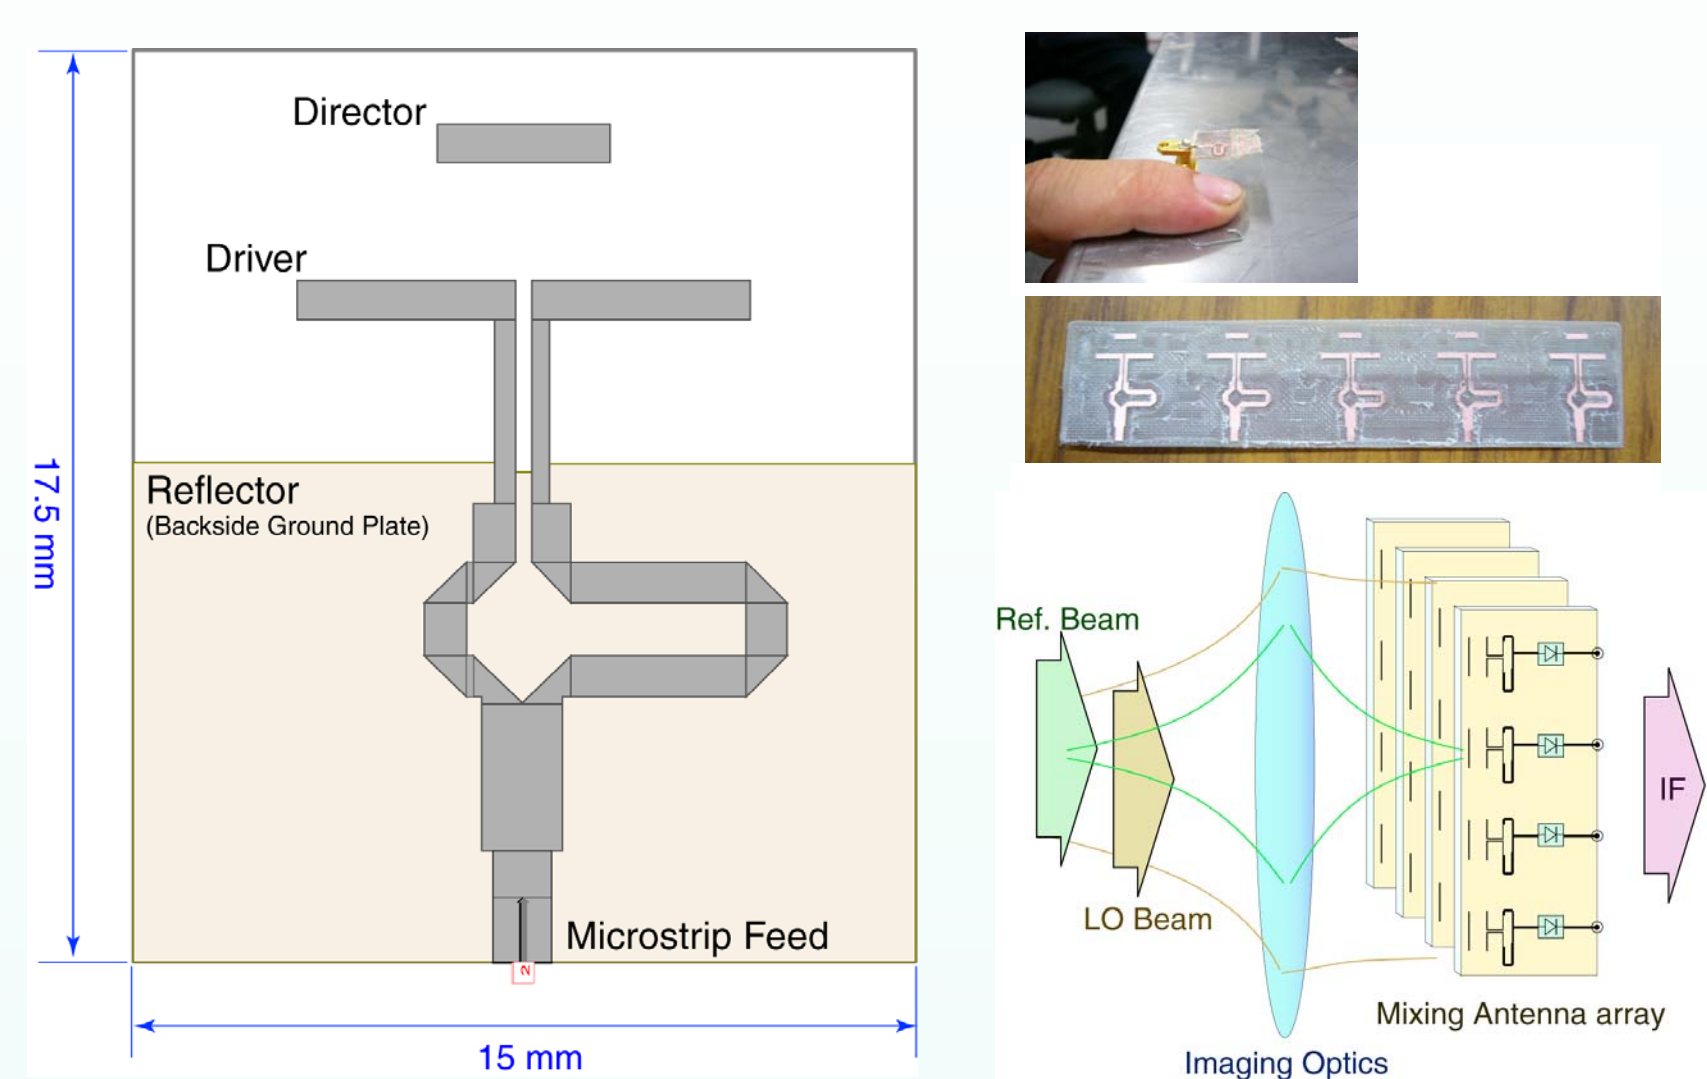 Director
Driver
17.5 mm
Reflector
(Backside Ground Plate)
Microstrip Feed
2
15 mm
Ref. Beam
LO Beam
IF
Mixing Antenna array
Imaging Optics